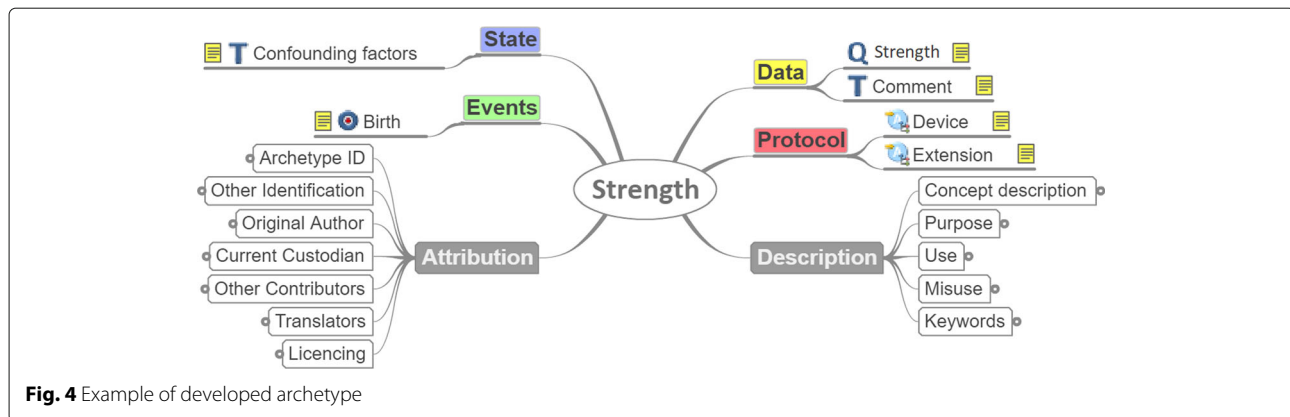 State
T Confounding factors
Events
Birth
Attribution
Archetype ID
Other Identification
Original Author
Current Custodian
Other Contributors
Translators
Licencing
Strength
Data
Q Strength
T Comment
Protocol
Device
Extension
Description
Concept description
Purpose
Use
Misuse
Keywords
Fig. 4 Example of developed archetype